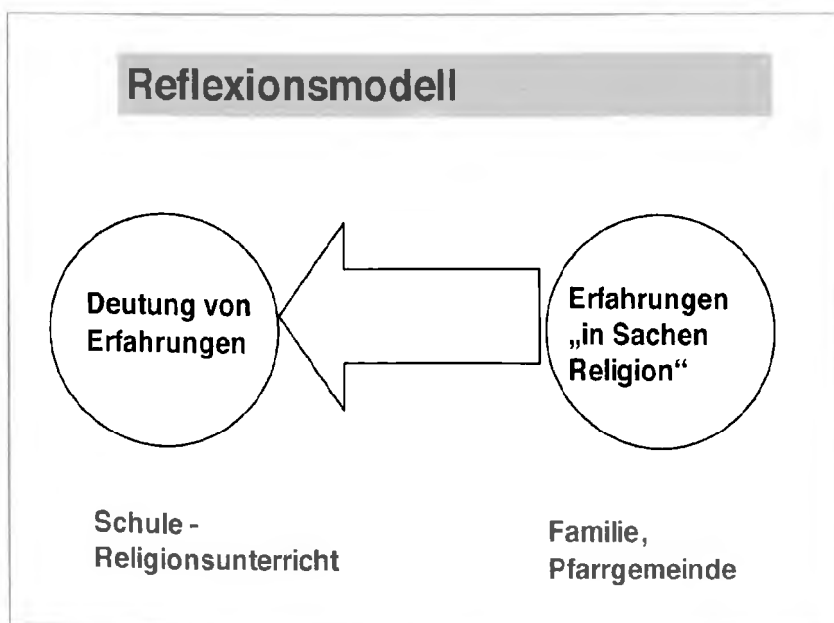 Reflexionsmodell
Deutung von
Erfahrungen
Erfahrungen
„in Sachen
Religion“
Schule -
Religionsunterricht
Familie,
Pfarrgemeinde